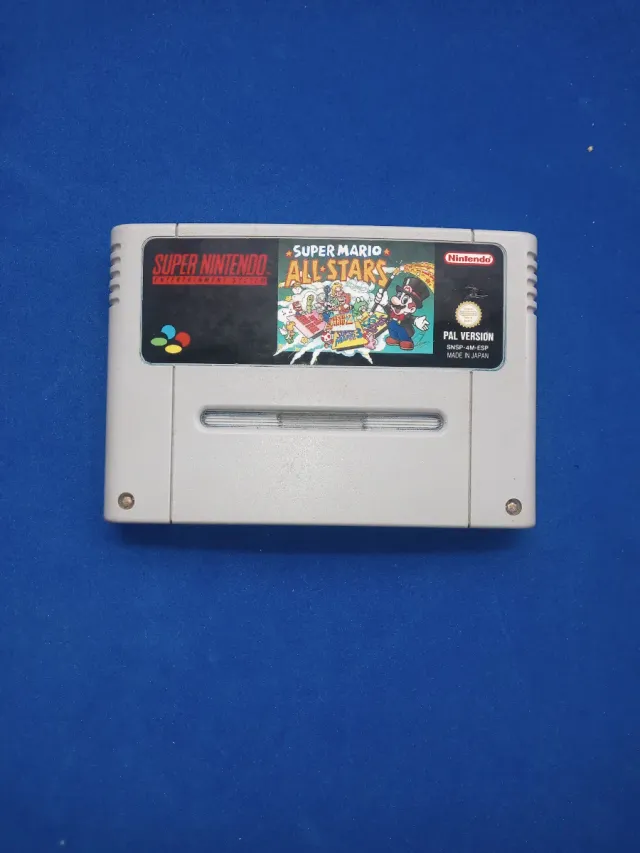 SUPER NINTENDO
ENTERTAINMENT SYSTEM
SUPER MARIO
ALL-STARS
Nintendo
PAL VERSION
SNSP-4M-ESP
MADE IN JAPAN